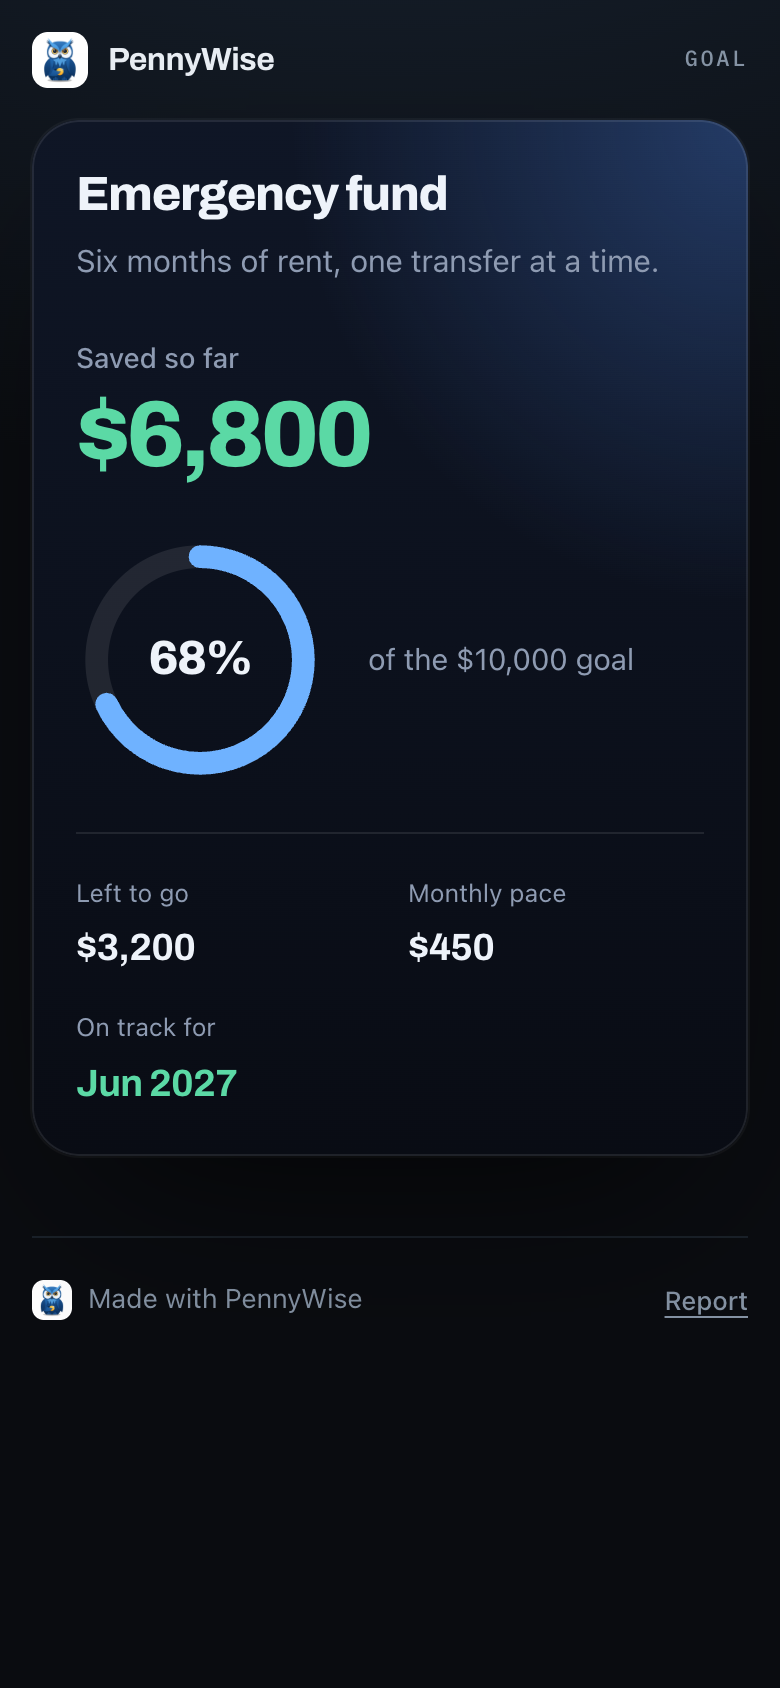 PennyWise
GOAL
Emergency fund
Six months of rent, one transfer at a time.
Saved so far
$6,800
68%
of the $10,000 goal
Left to go
$3,200
Monthly pace
$450
On track for
Jun 2027
Made with PennyWise
Report